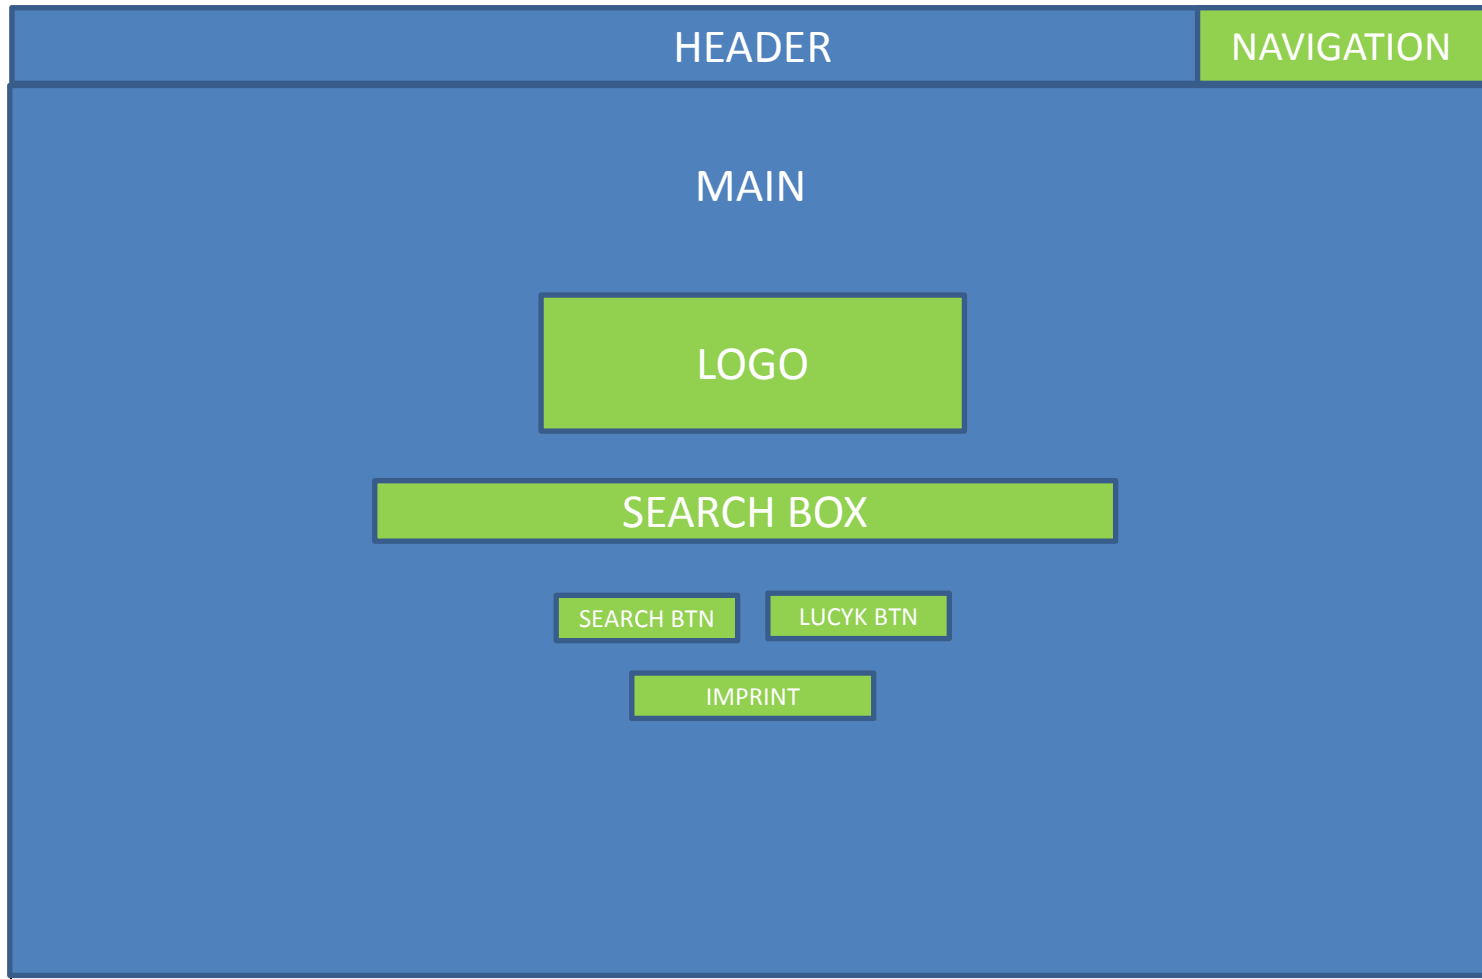 HEADER
NAVIGATION
MAIN
LOGO
SEARCH BOX
SEARCH BTN
LUCYK BTN
IMPRINT